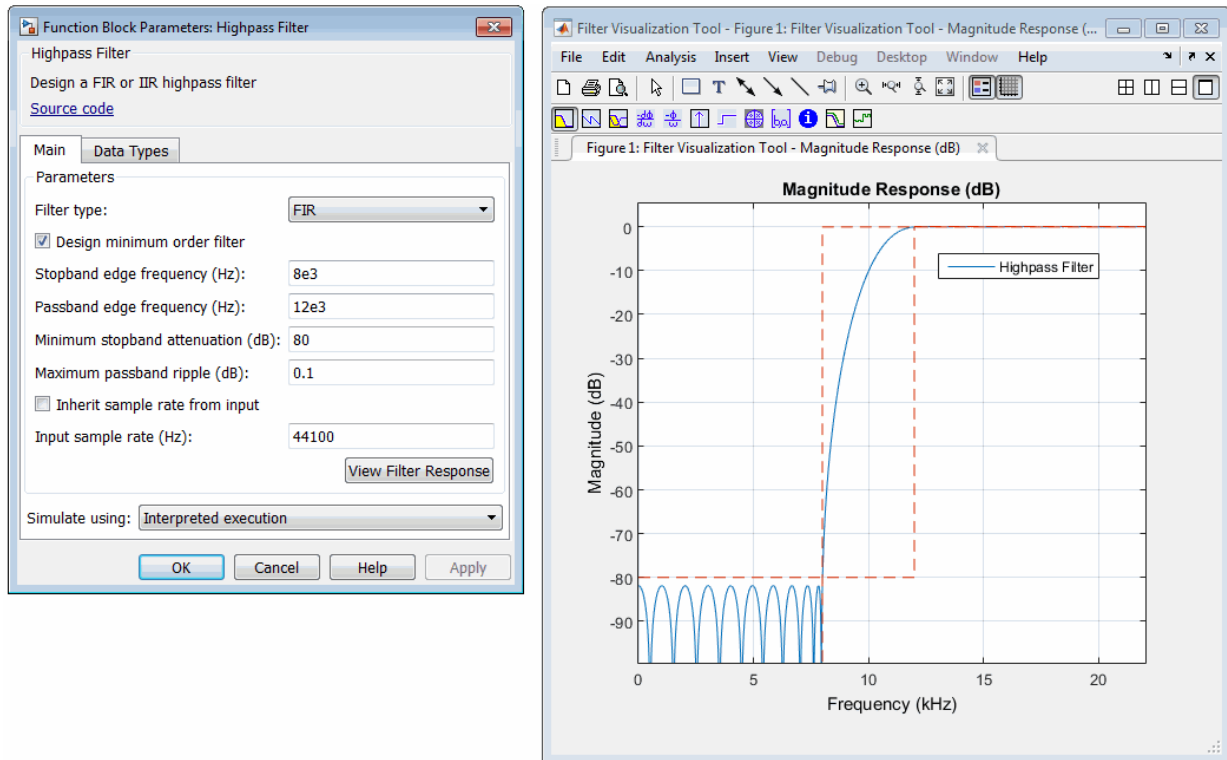 Function Block Parameters: Highpass Filter
Highpass Filter
Design a FIR or IIR highpass filter
Source code
Main
Data Types
Parameters
Filter type:
FIR
Design minimum order filter
Stopband edge frequency (Hz):
8e3
Passband edge frequency (Hz):
12e3
Minimum stopband attenuation (dB):
80
Maximum passband ripple (dB):
0.1
Inherit sample rate from input
Input sample rate (Hz):
44100
View Filter Response
Simulate using:
Interpreted execution
OK
Cancel
Help
Apply
Filter Visualization Tool - Figure 1: Filter Visualization Tool - Magnitude Response (...
File Edit Analysis Insert View Debug Desktop Window Help
Figure 1: Filter Visualization Tool - Magnitude Response (dB)
Magnitude Response (dB)
Highpass Filter
Magnitude (dB)
0
-10
-20
-30
-40
-50
-60
-70
-80
-90
0 5 10 15 20
Frequency (kHz)